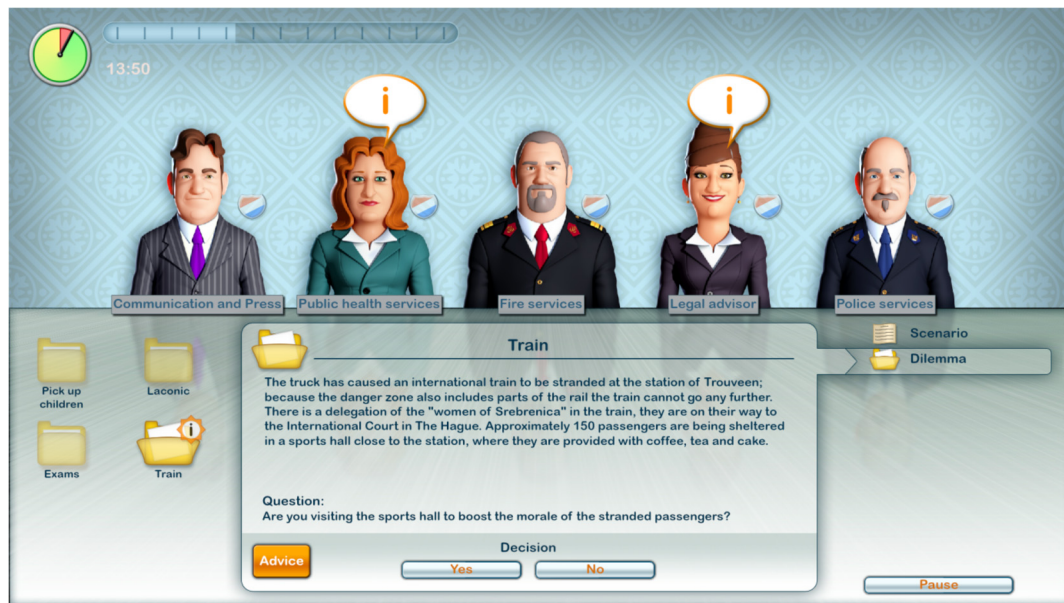 13:50
i
i
Communication and Press
Public health services
Fire services
Legal advisor
Police services
Scenario
Dilemma
Pick up
children
Laconic
Exams
i
Train
Train
The truck has caused an international train to be stranded at the station of Trouveen;
because the danger zone also includes parts of the rail the train cannot go any further.
There is a delegation of the "women of Srebrenica" in the train, they are on their way to
the International Court in The Hague. Approximately 150 passengers are being sheltered
in a sports hall close to the station, where they are provided with coffee, tea and cake.
Question:
Are you visiting the sports hall to boost the morale of the stranded passengers?
Decision
Advice
Yes
No
Pause